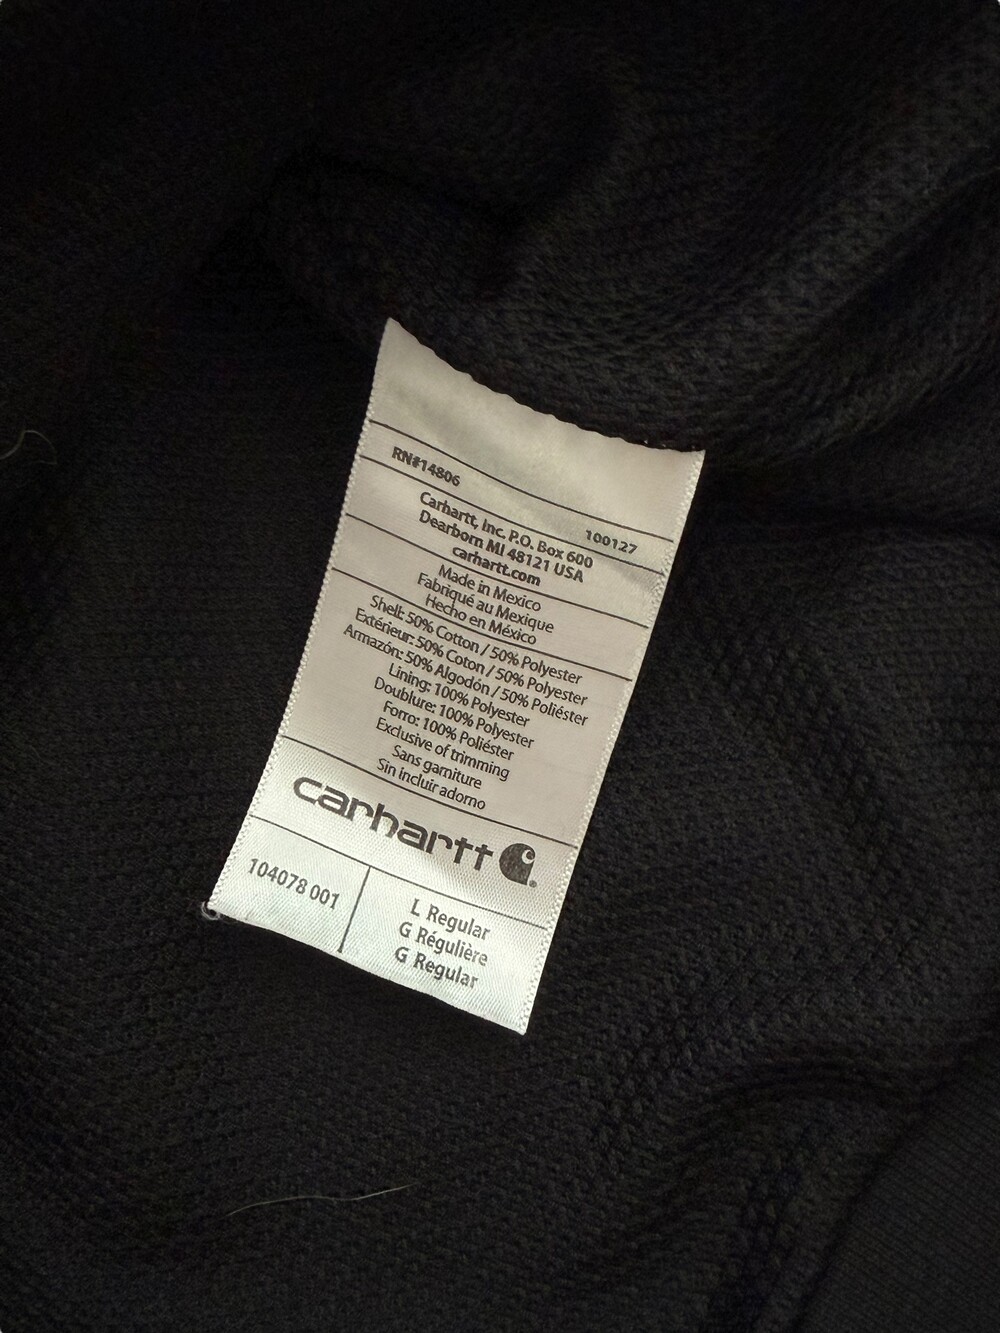 RN#14806
100127
Carhartt, Inc. P.O. Box 600
Dearborn MI 48121 USA
carhartt.com
Made in Mexico
Fabriqué au Mexique
Hecho en México
Shell: 50% Cotton / 50% Polyester
Extérieur: 50% Coton / 50% Polyester
Armazón: 50% Algodón / 50% Poliéster
Lining: 100% Polyester
Doublure: 100% Polyester
Forro: 100% Poliéster
Exclusive of trimming
Sans garniture
Sin incluir adorno
carhartt
104078 001
L Regular
G Régulière
G Regular